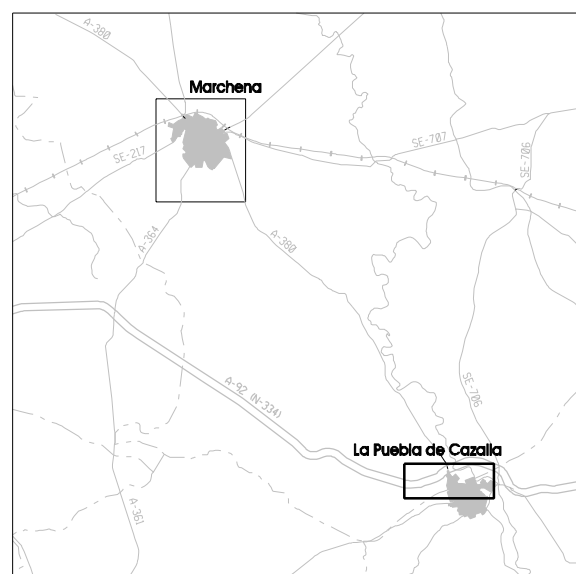 A-380
Marchena
SE-217
SE-707
SE-706
A-364
A-380
A-92 (N-334)
SE-706
La Puebla de Cazalla
A-361